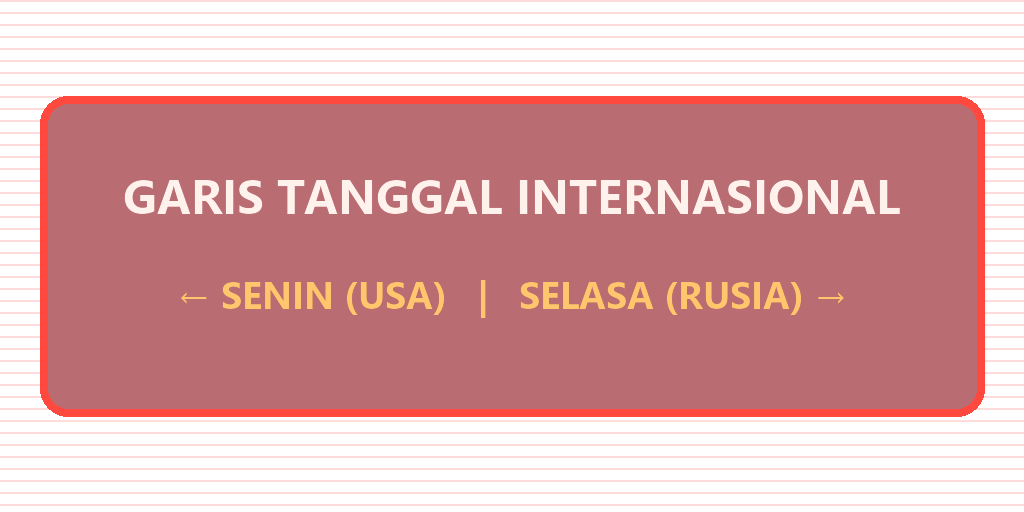 GARIS TANGGAL INTERNASIONAL
← SENIN (USA) | SELASA (RUSIA) →